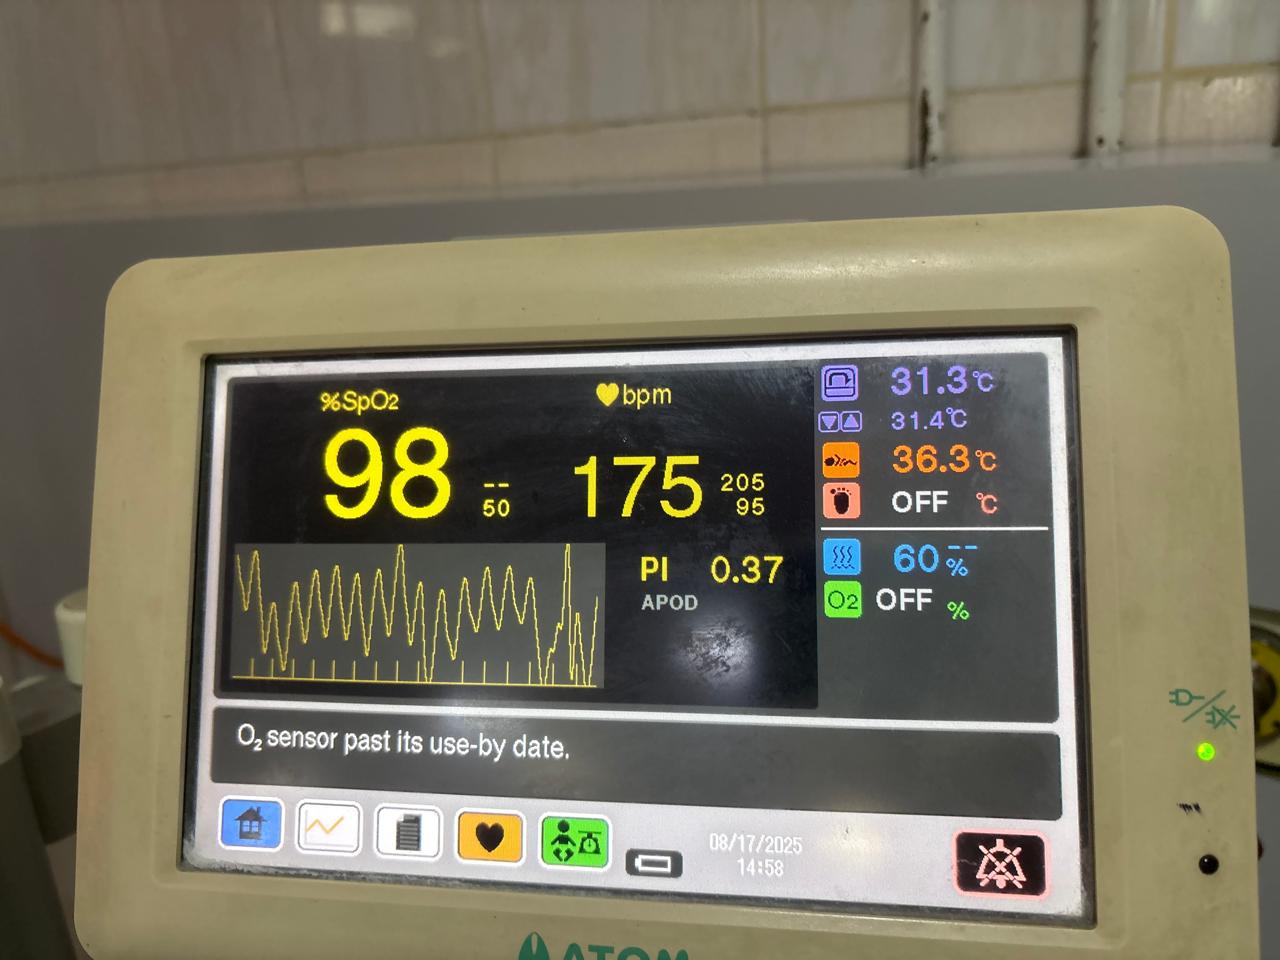 %SpO2
98
--
50
bpm
175
205
95
PI 0.37
APOD
31.3℃
31.4℃
36.3℃
OFF ℃
60 --
%
O2 OFF %
O₂ sensor past its use-by date.
08/17/2025
14:58
ATOM